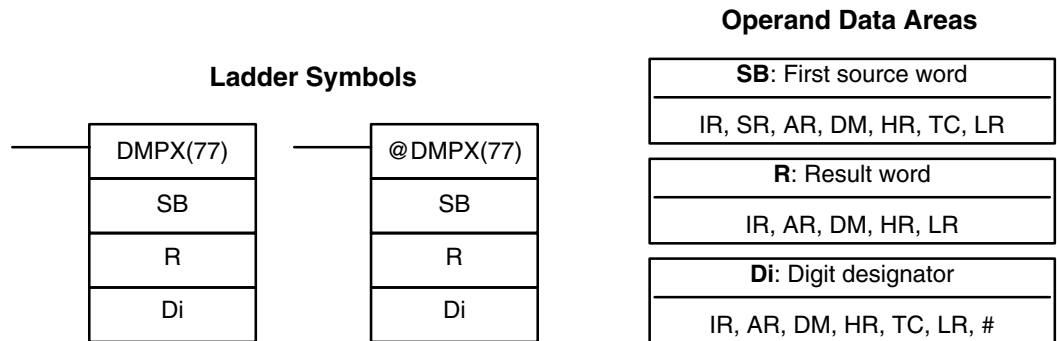 Ladder Symbols
DMPX(77)
SB
R
Di
@DMPX(77)
SB
R
Di
Operand Data Areas
SB: First source word
IR, SR, AR, DM, HR, TC, LR
R: Result word
IR, AR, DM, HR, LR
Di: Digit designator
IR, AR, DM, HR, TC, LR, #